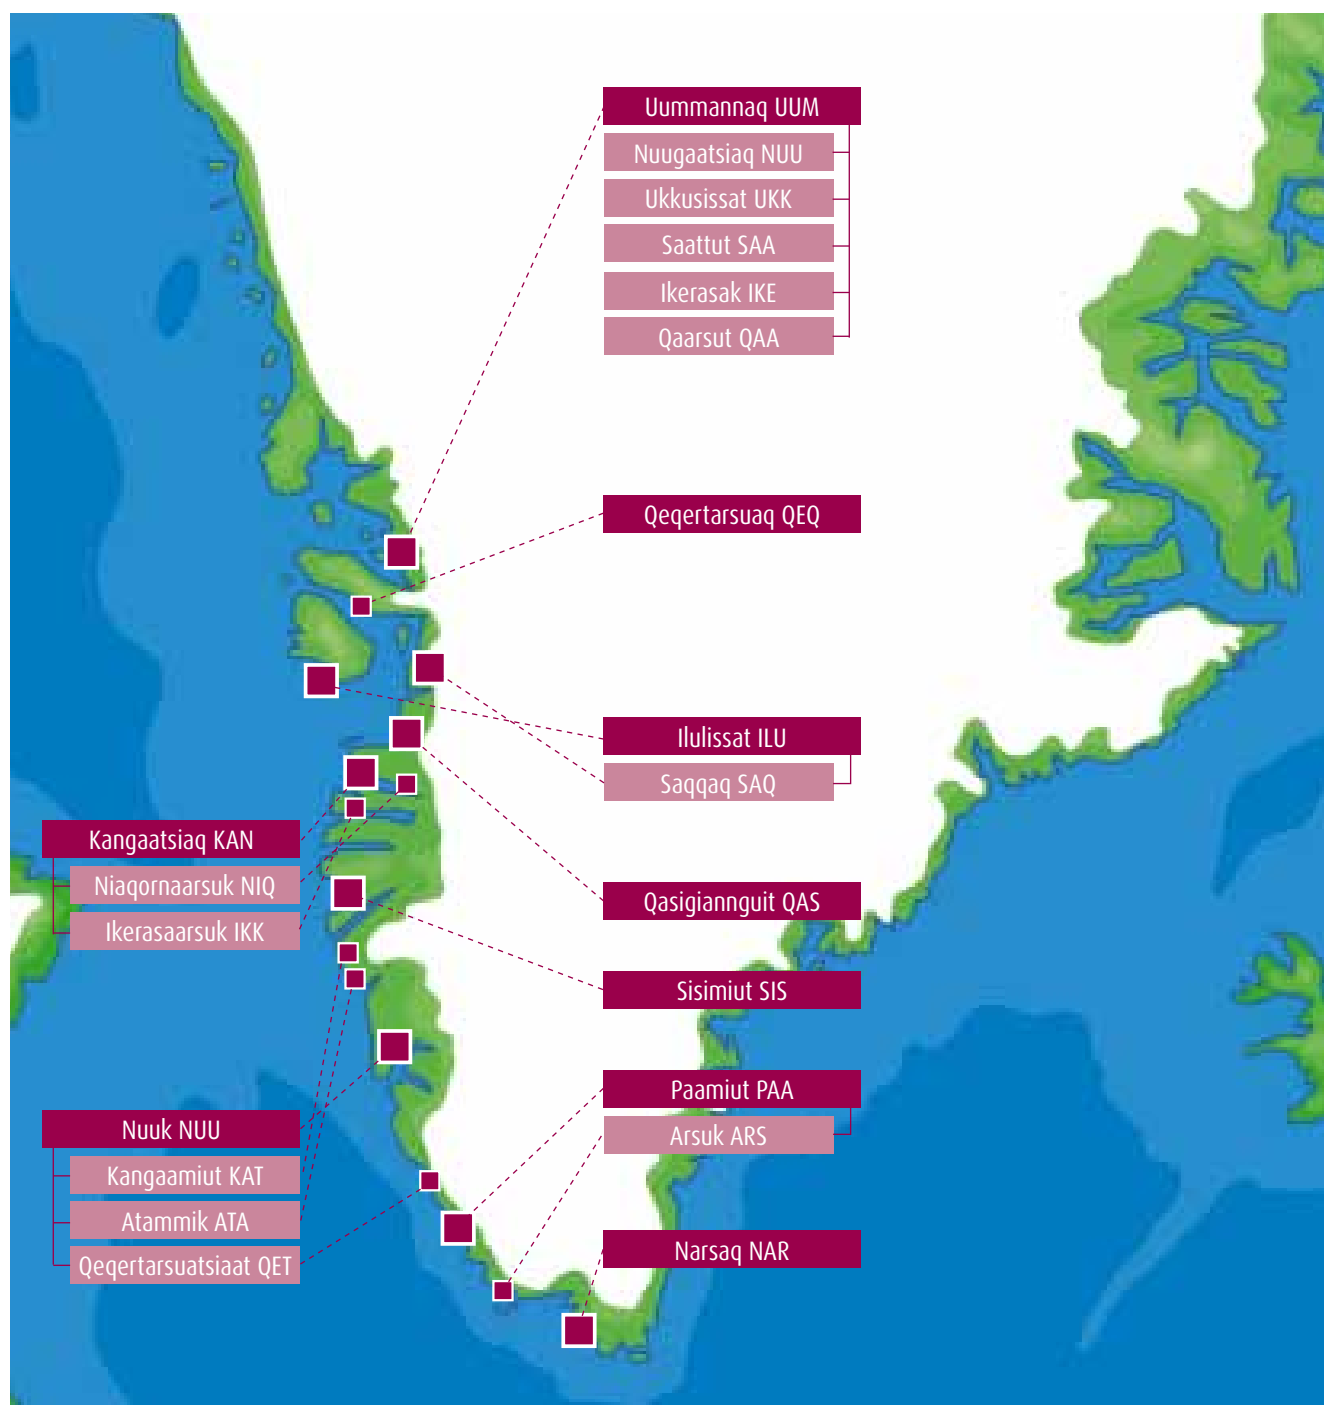 Uummannaq UUM
Nuugaatsiaq NUU
Ukkusissat UKK
Saattut SAA
Ikerasak IKE
Qaarsut QAA
Qeqertarsuaq QEQ
Ilulissat ILU
Saqqaq SAQ
Kangaatsiaq KAN
Niaqornaarsuk NIQ
Ikerasaarsuk IKK
Qasigiannguit QAS
Sisimiut SIS
Paamiut PAA
Arsuk ARS
Nuuk NUU
Kangaamiut KAT
Atammik ATA
Qeqertarsuatsiaat QET
Narsaq NAR